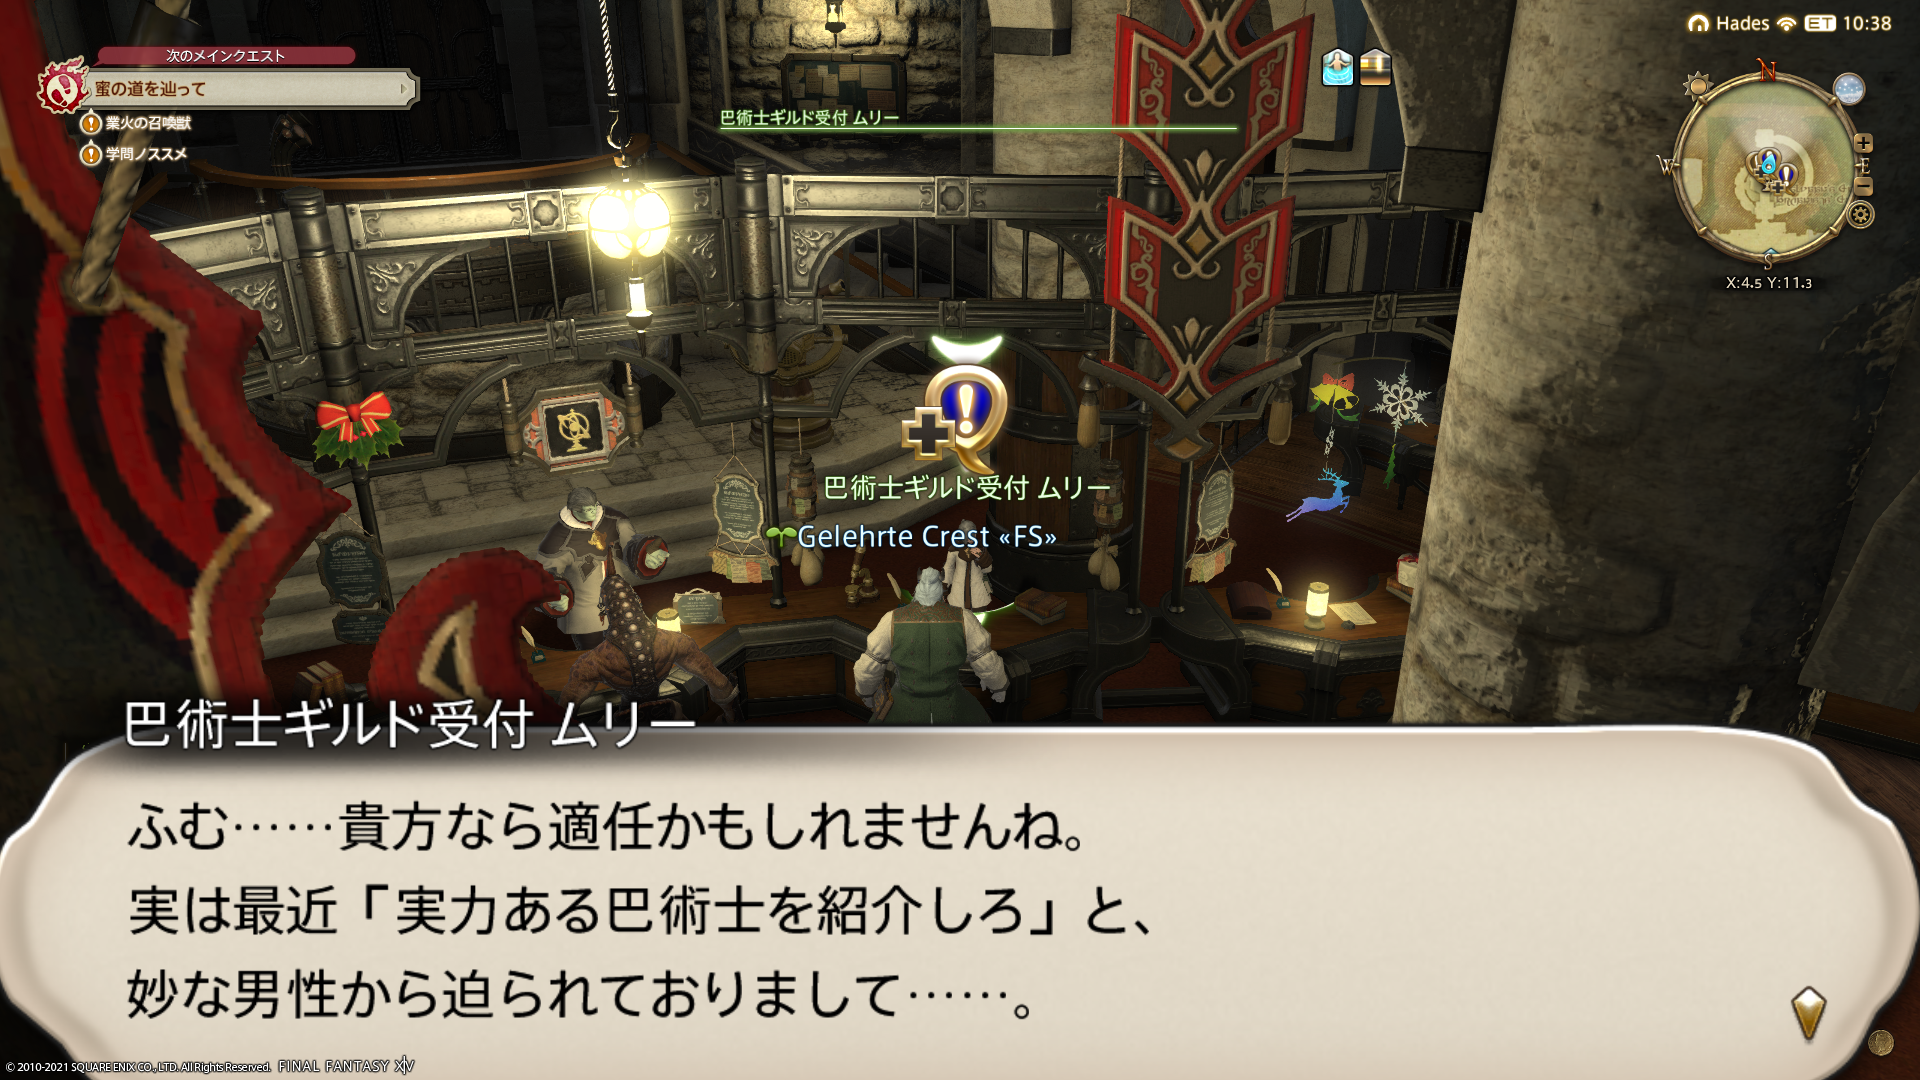 次のメインクエスト
蜜の道を辿って
業火の召喚獣
学問ノススメ
巴術士ギルド受付 ムリー
Hades ET 10:38
N
W
E
S
X:4.5 Y:11.3
巴術士ギルド受付 ムリー
Gelehrte Crest «FS»
巴術士ギルド受付 ムリー
ふむ……貴方なら適任かもしれませんね。
実は最近「実力ある巴術士を紹介しろ」と、
妙な男性から迫られておりまして……。
© 2010-2021 SQUARE ENIX CO., LTD. All Rights Reserved. FINAL FANTASY XIV